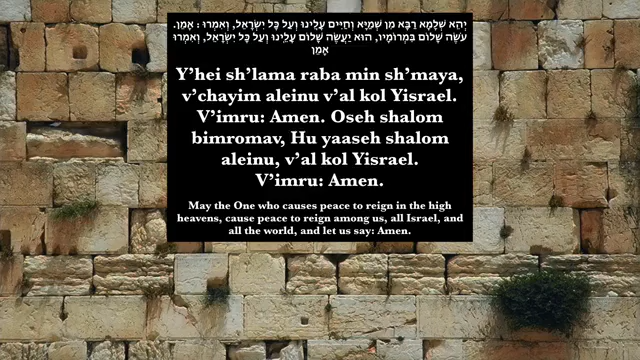 יְהֵא שְׁלָמָא רַבָּא מִן שְׁמַיָּא וְחַיִּים עָלֵינוּ וְעַל כָּל יִשְׂרָאֵל, וְאִמְרוּ : אָמֵן.
עֹשֶׂה שָׁלוֹם בִּמְרוֹמָיו, הוּא יַעֲשֶׂה שָׁלוֹם עָלֵינוּ וְעַל כָּל יִשְׂרָאֵל, וְאִמְרוּ
אָמֵן
Y’hei sh’lama raba min sh’maya,
v’chayim aleinu v’al kol Yisrael.
V’imru: Amen. Oseh shalom
bimromav, Hu yaaseh shalom
aleinu, v’al kol Yisrael.
V’imru: Amen.
May the One who causes peace to reign in the high
heavens, cause peace to reign among us, all Israel, and
all the world, and let us say: Amen.